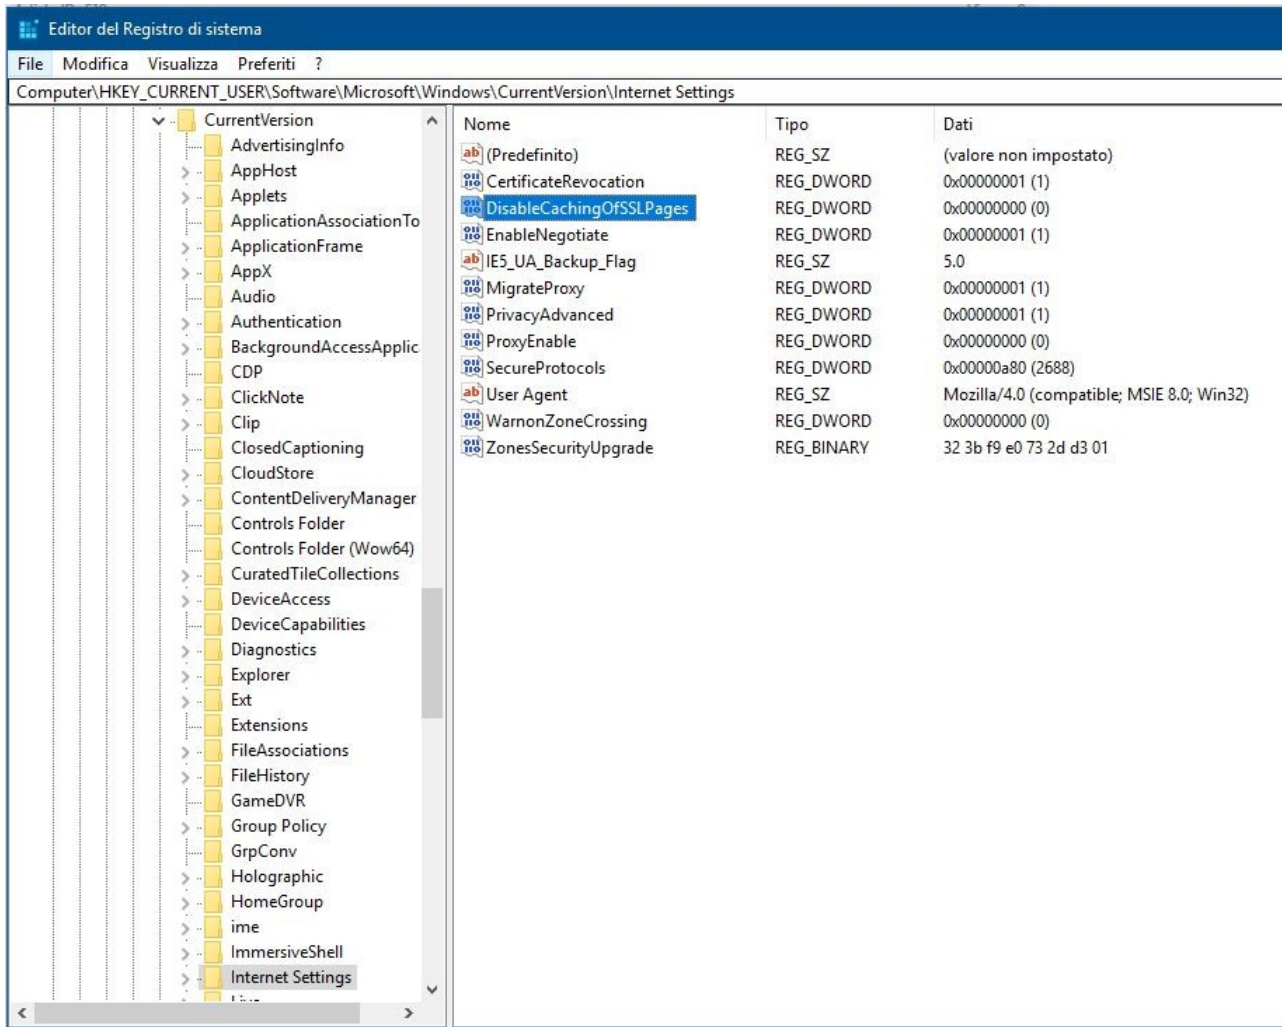 Editor del Registro di sistema
File Modifica Visualizza Preferiti ?
Computer\HKEY_CURRENT_USER\Software\Microsoft\Windows\CurrentVersion\Internet Settings
CurrentVersion
AdvertisingInfo
AppHost
Applets
ApplicationAssociationTo
ApplicationFrame
AppX
Audio
Authentication
BackgroundAccessApplic
CDP
ClickNote
Clip
ClosedCaptioning
CloudStore
ContentDeliveryManager
Controls Folder
Controls Folder (Wow64)
CuratedTileCollections
DeviceAccess
DeviceCapabilities
Diagnostics
Explorer
Ext
Extensions
FileAssociations
FileHistory
GameDVR
Group Policy
GrpConv
Holographic
HomeGroup
ime
ImmersiveShell
Internet Settings
Nome Tipo Dati
(Predefinito) REG_SZ (valore non impostato)
CertificateRevocation REG_DWORD 0x00000001 (1)
DisableCachingOfSSLPages REG_DWORD 0x00000000 (0)
EnableNegotiate REG_DWORD 0x00000001 (1)
IE5_UA_Backup_Flag REG_SZ 5.0
MigrateProxy REG_DWORD 0x00000001 (1)
PrivacyAdvanced REG_DWORD 0x00000001 (1)
ProxyEnable REG_DWORD 0x00000000 (0)
SecureProtocols REG_DWORD 0x00000a80 (2688)
User Agent REG_SZ Mozilla/4.0 (compatible; MSIE 8.0; Win32)
WarnonZoneCrossing REG_DWORD 0x00000000 (0)
ZonesSecurityUpgrade REG_BINARY 32 3b f9 e0 73 2d d3 01